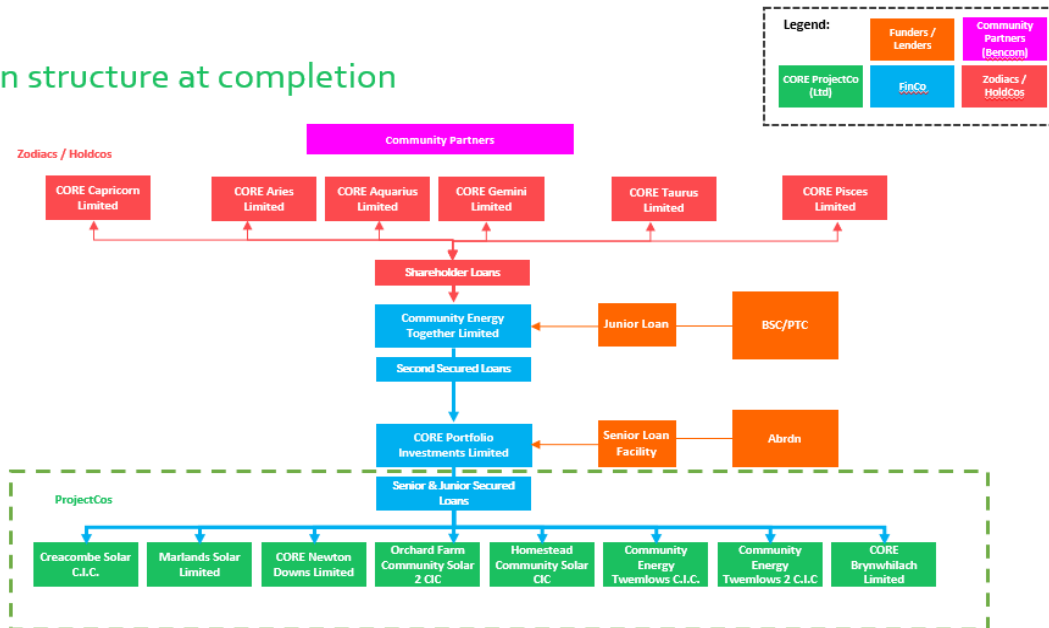 Legend:
Funders /
Lenders
Community
Partners
(Bencom)
CORE ProjectCo
(Ltd)
FinCo
Zodiacs /
HoldCos
n structure at completion
Zodiacs / Holdcos
Community Partners
CORE Capricorn
Limited
CORE Aries
Limited
CORE Aquarius
Limited
CORE Gemini
Limited
CORE Taurus
Limited
CORE Pisces
Limited
Shareholder Loans
Community Energy
Together Limited
Junior Loan
BSC/PTC
Second Secured Loans
CORE Portfolio
Investments Limited
Senior Loan
Facility
Abrdn
Senior & Junior Secured
Loans
ProjectCos
Creacombe Solar
C.I.C.
Marlands Solar
Limited
CORE Newton
Downs Limited
Orchard Farm
Community Solar
2 CIC
Homestead
Community Solar
CIC
Community
Energy
Twemlows C.I.C.
Community
Energy
Twemlows 2 C.I.C
CORE
Brynwhilach
Limited